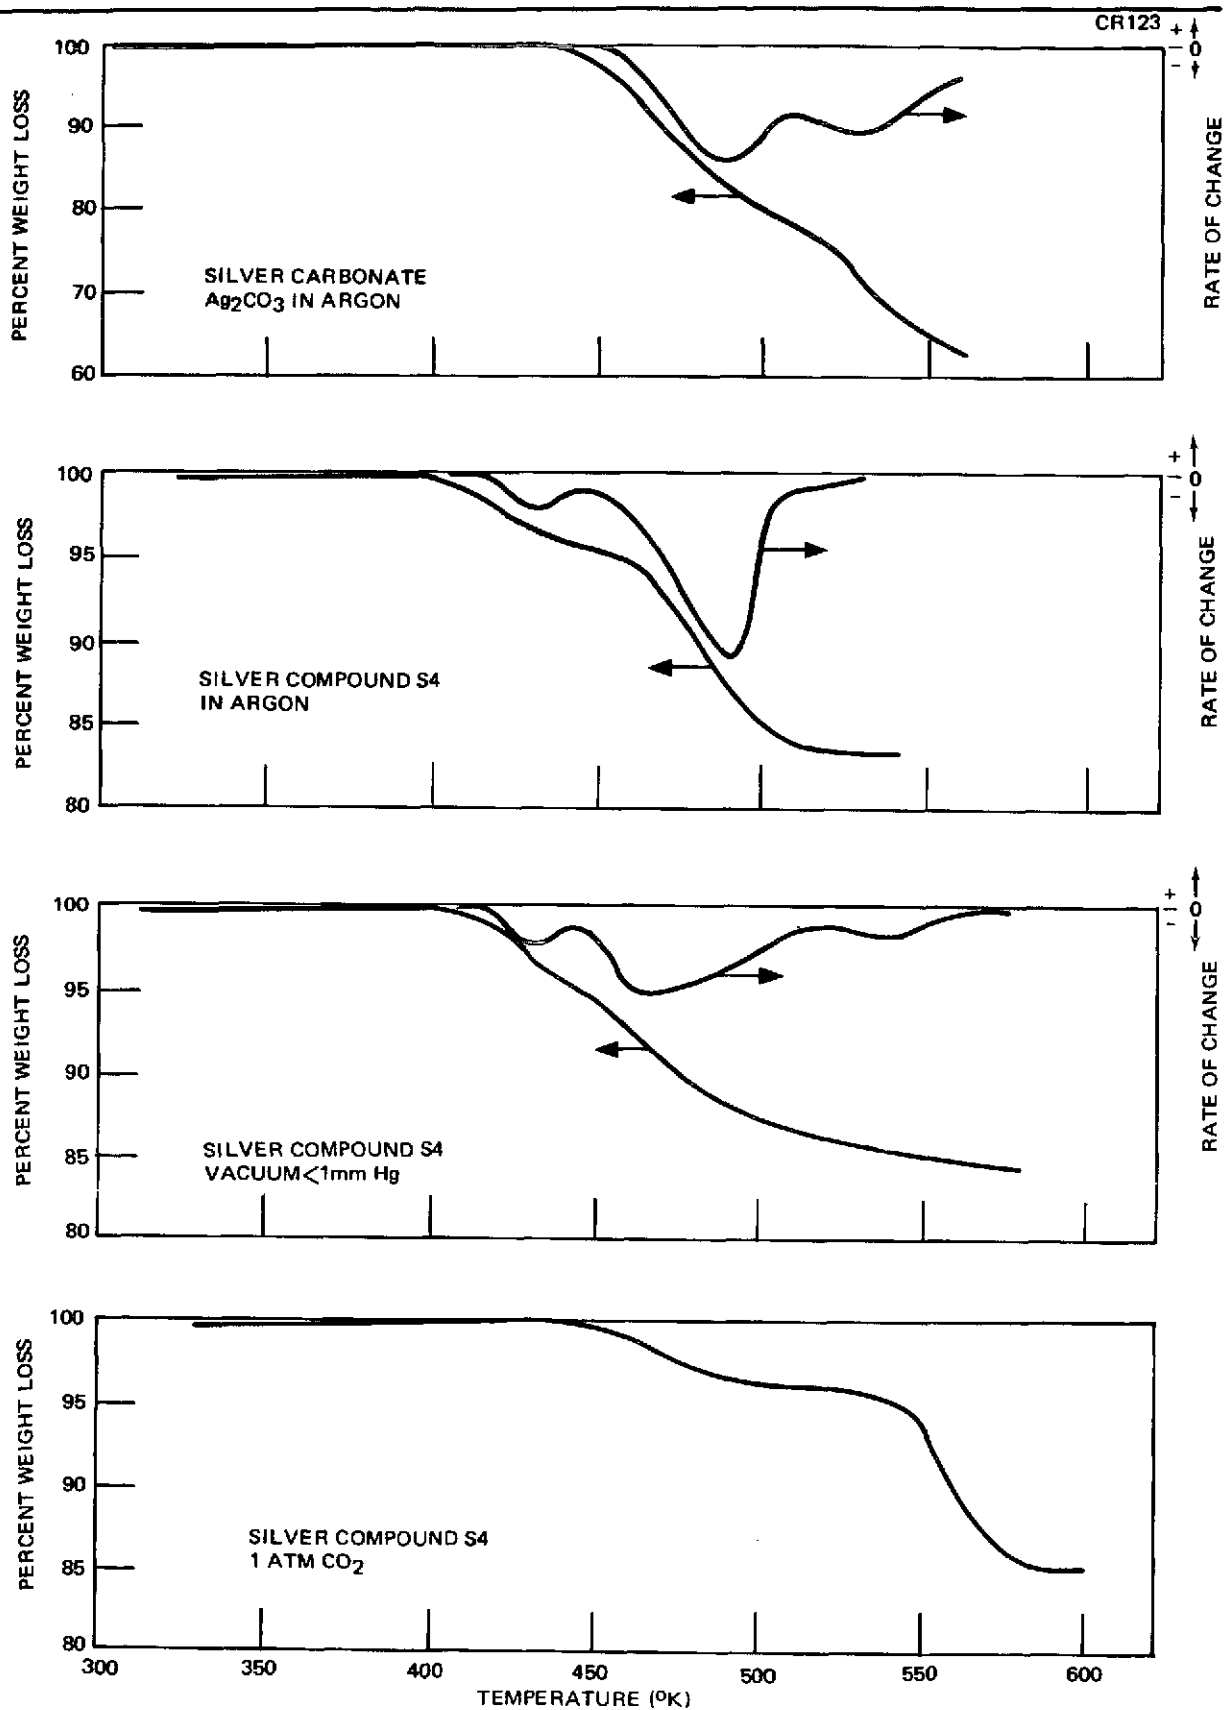 CR123
+
0
-
100
90
80
70
60
PERCENT WEIGHT LOSS
RATE OF CHANGE
SILVER CARBONATE
Ag2CO3 IN ARGON
+
0
-
100
95
90
85
80
PERCENT WEIGHT LOSS
RATE OF CHANGE
SILVER COMPOUND S4
IN ARGON
+
0
-
100
95
90
85
80
PERCENT WEIGHT LOSS
RATE OF CHANGE
SILVER COMPOUND S4
VACUUM<1mm Hg
100
95
90
85
80
PERCENT WEIGHT LOSS
SILVER COMPOUND S4
1 ATM CO2
300 350 400 450 500 550 600
TEMPERATURE (°K)